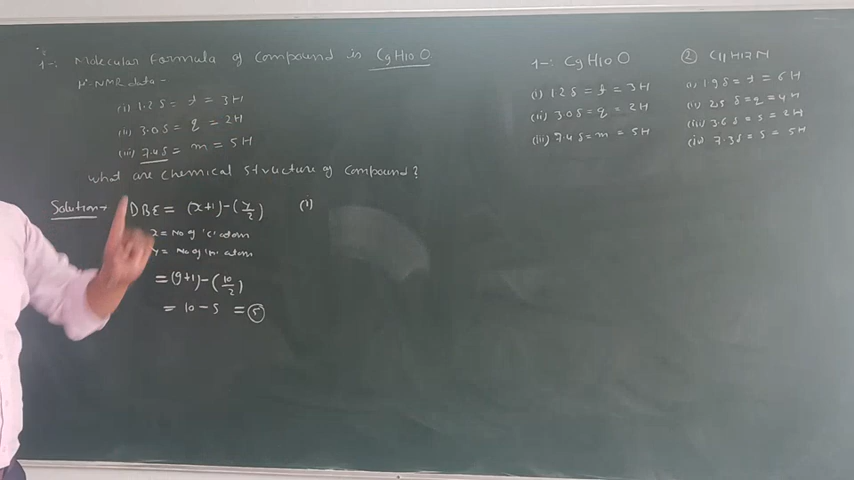 1-: Molecular formula of compound is C9H10O.
H'-NMR data:-
(i) 1.2 δ = t = 3H
(ii) 3.0 δ = q = 2H
(iii) 7.4 δ = m = 5H
what are chemical structure of compound?
Solution→ DBE = (x+1)-(y/2) (1)
x = No of 'c' atom
y = No of 'H' atom
= (9+1)-(10/2)
= 10-5 = 5
1-: C9H10O
(i) 1.2 δ = t = 3H
(ii) 3.0 δ = q = 2H
(iii) 7.4 δ = m = 5H
② C11H17N
(i) 1.9 δ = t = 6H
(ii) 2.5 δ = q = 4H
(iii) 3.6 δ = s = 2H
(iv) 7.3 δ = s = 5H